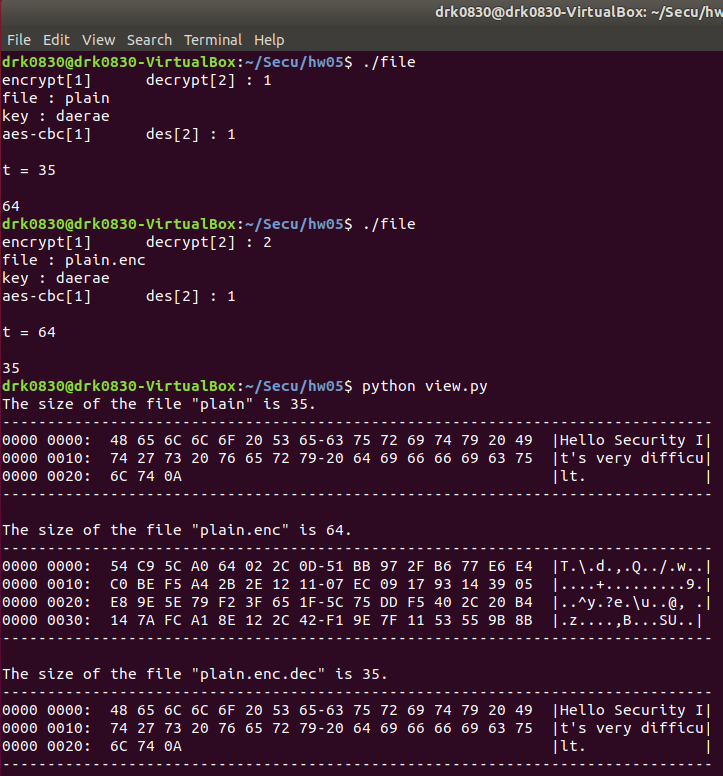 drk0830@drk0830-VirtualBox: ~/Secu/hw
File Edit View Search Terminal Help
drk0830@drk0830-VirtualBox:~/Secu/hw05$ ./file
encrypt[1]      decrypt[2] : 1
file : plain
key : daerae
aes-cbc[1]      des[2] : 1
t = 35
64
drk0830@drk0830-VirtualBox:~/Secu/hw05$ ./file
encrypt[1]      decrypt[2] : 2
file : plain.enc
key : daerae
aes-cbc[1]      des[2] : 1
t = 64
35
drk0830@drk0830-VirtualBox:~/Secu/hw05$ python view.py
The size of the file "plain" is 35.
-------------------------------------------------------------------------------
0000 0000:  48 65 6C 6C 6F 20 53 65-63 75 72 69 74 79 20 49  |Hello Security I|
0000 0010:  74 27 73 20 76 65 72 79-20 64 69 66 66 69 63 75  |t's very difficu|
0000 0020:  6C 74 0A                                         |lt.             |
-------------------------------------------------------------------------------
The size of the file "plain.enc" is 64.
-------------------------------------------------------------------------------
0000 0000:  54 C9 5C A0 64 02 2C 0D-51 BB 97 2F B6 77 E6 E4  |T.\.d.,.Q../.w..|
0000 0010:  C0 BE F5 A4 2B 2E 12 11-07 EC 09 17 93 14 39 05  |....+.........9.|
0000 0020:  E8 9E 5E 79 F2 3F 65 1F-5C 75 DD F5 40 2C 20 B4  |..^y.?e.\u..@, .|
0000 0030:  14 7A FC A1 8E 12 2C 42-F1 9E 7F 11 53 55 9B 8B  |.z....,B...SU..|
-------------------------------------------------------------------------------
The size of the file "plain.enc.dec" is 35.
-------------------------------------------------------------------------------
0000 0000:  48 65 6C 6C 6F 20 53 65-63 75 72 69 74 79 20 49  |Hello Security I|
0000 0010:  74 27 73 20 76 65 72 79-20 64 69 66 66 69 63 75  |t's very difficu|
0000 0020:  6C 74 0A                                         |lt.             |
-------------------------------------------------------------------------------